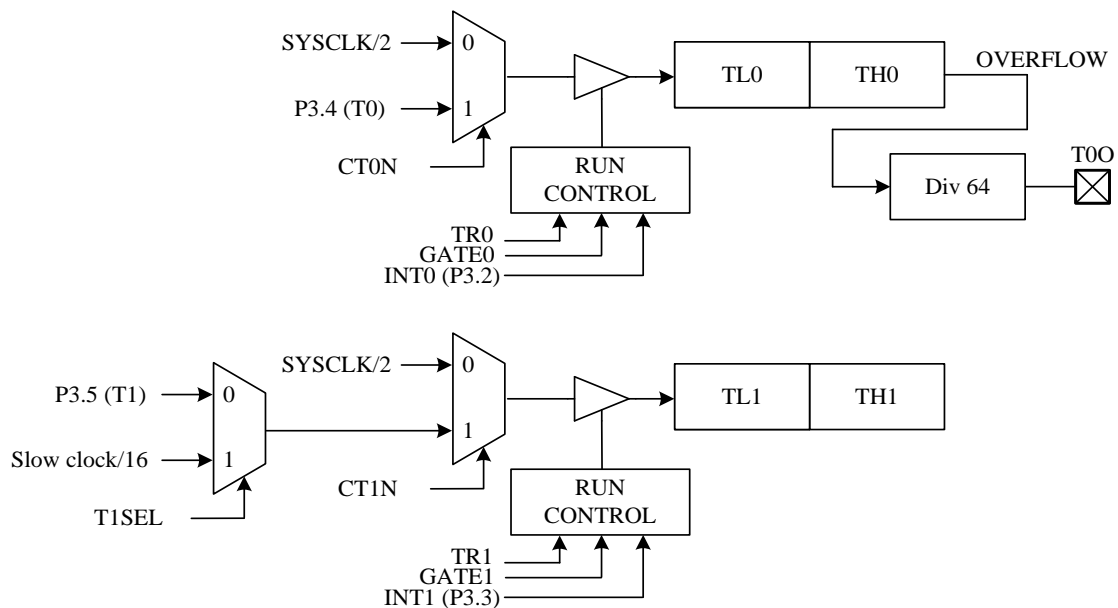 SYSCLK/2
0
TL0
TH0
OVERFLOW
P3.4 (T0)
1
CT0N
RUN
CONTROL
T0O
Div 64
TR0
GATE0
INT0 (P3.2)
SYSCLK/2
0
P3.5 (T1)
0
TL1
TH1
1
Slow clock/16
1
CT1N
RUN
CONTROL
T1SEL
TR1
GATE1
INT1 (P3.3)